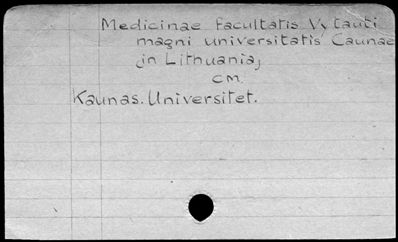 Medicinae facultatis Vytauti
magni universitatis Caunae
in Lithuania;
cm.
Kaunas. Universitet.